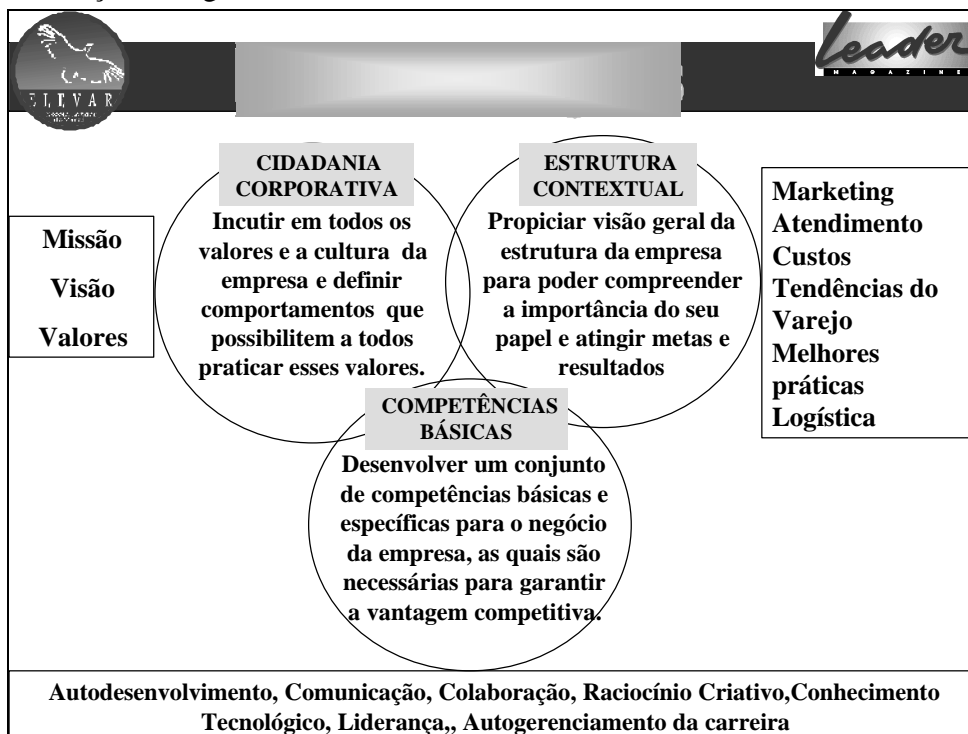 ELEVAR
Leader
MAGAZINE
CIDADANIA
CORPORATIVA
Incutir em todos os
valores e a cultura da
empresa e definir
comportamentos que
possibilitem a todos
praticar esses valores.
ESTRUTURA
CONTEXTUAL
Propiciar visão geral da
estrutura da empresa
para poder compreender
a importância do seu
papel e atingir metas e
resultados
Missão
Visão
Valores
Marketing
Atendimento
Custos
Tendências do
Varejo
Melhores
práticas
Logística
COMPETÊNCIAS
BÁSICAS
Desenvolver um conjunto
de competências básicas e
específicas para o negócio
da empresa, as quais são
necessárias para garantir
a vantagem competitiva.
Autodesenvolvimento, Comunicação, Colaboração, Raciocínio Criativo,Conhecimento
Tecnológico, Liderança,, Autogerenciamento da carreira